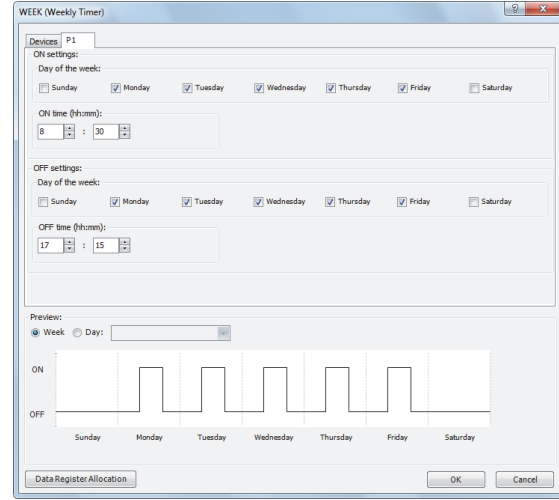 WEEK (Weekly Timer)
Devices P1
ON settings:
Day of the week:
Sunday Monday Tuesday Wednesday Thursday Friday Saturday
ON time (hh:mm):
8 : 30
OFF settings:
Day of the week:
Sunday Monday Tuesday Wednesday Thursday Friday Saturday
OFF time (hh:mm):
17 : 15
Preview:
Week Day:
ON
OFF
Sunday Monday Tuesday Wednesday Thursday Friday Saturday
Data Register Allocation OK Cancel